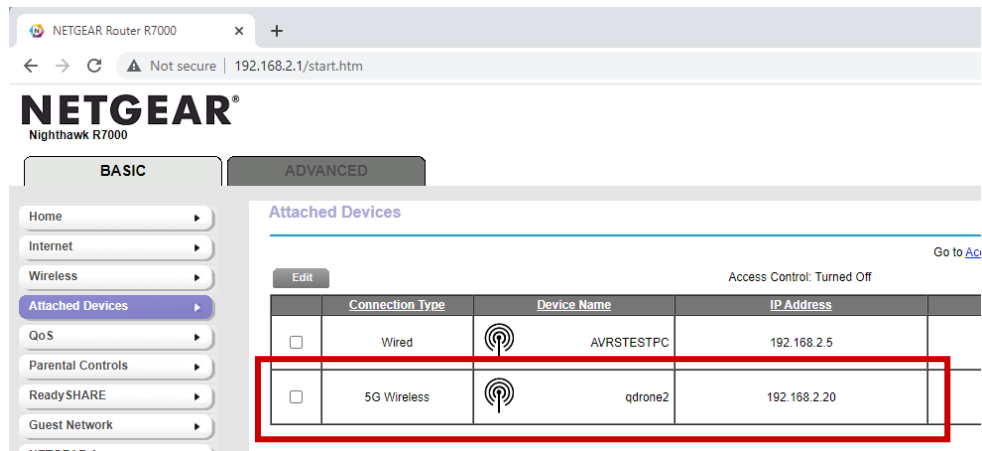 NETGEAR Router R7000
Not secure | 192.168.2.1/start.htm
NETGEAR®
Nighthawk R7000
BASIC
ADVANCED
Home
Internet
Wireless
Attached Devices
QoS
Parental Controls
ReadySHARE
Guest Network
Attached Devices
Go to
Edit
Access Control: Turned Off
Connection Type Device Name IP Address
Wired AVRSTESTPC 192.168.2.5
5G Wireless qdrone2 192.168.2.20